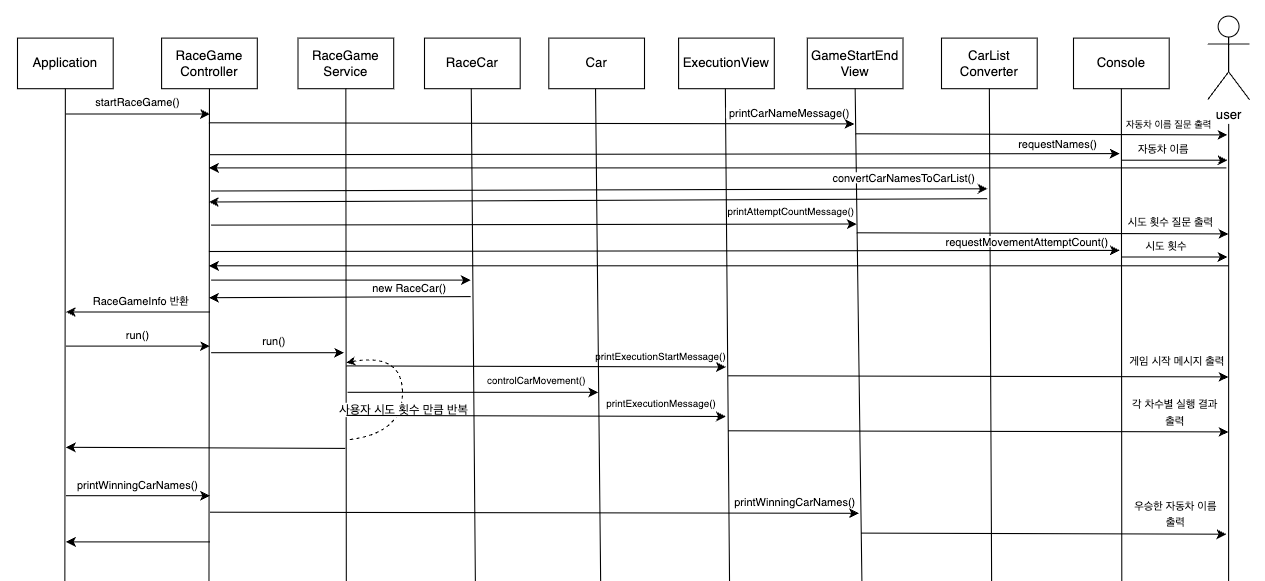 Application
RaceGame
Controller
RaceGame
Service
RaceCar
Car
ExecutionView
GameStartEnd
View
CarList
Converter
Console
user
startRaceGame()
printCarNameMessage()
자동차 이름 질문 출력
requestNames()
자동차 이름
convertCarNamesToCarList()
printAttemptCountMessage()
시도 횟수 질문 출력
requestMovementAttemptCount()
시도 횟수
new RaceCar()
RaceGameInfo 반환
run()
run()
printExecutionStartMessage()
게임 시작 메시지 출력
controlCarMovement()
사용자 시도 횟수 만큼 반복
printExecutionMessage()
각 차수별 실행 결과
출력
printWinningCarNames()
printWinningCarNames()
우승한 자동차 이름
출력